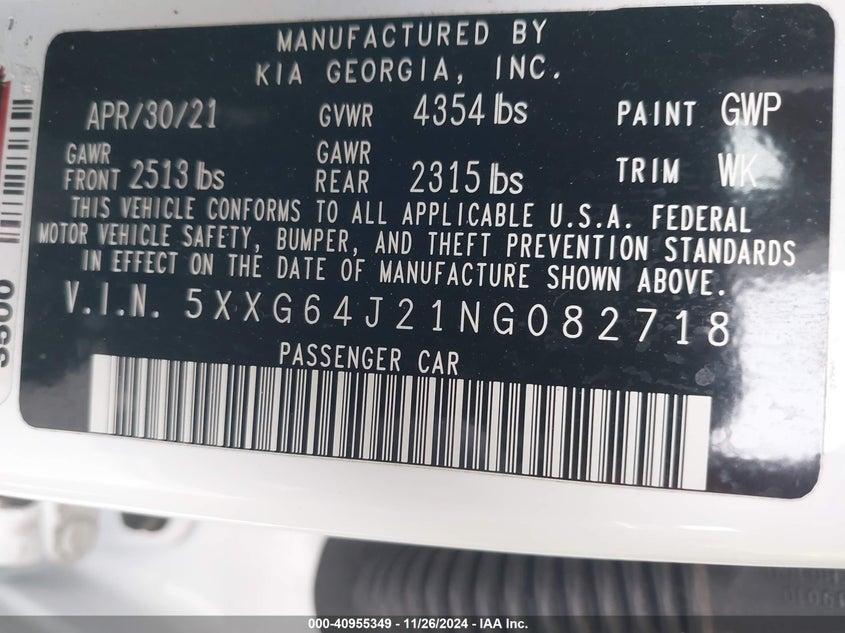 MANUFACTURED BY
KIA GEORGIA, INC.
APR/30/21 GVWR 4354 lbs PAINT GWP
GAWR FRONT 2513 lbs GAWR REAR 2315 lbs TRIM WK
THIS VEHICLE CONFORMS TO ALL APPLICABLE U.S.A. FEDERAL
MOTOR VEHICLE SAFETY, BUMPER, AND THEFT PREVENTION STANDARDS
IN EFFECT ON THE DATE OF MANUFACTURE SHOWN ABOVE.
V.I.N. 5XXG64J21NG082718
PASSENGER CAR
000-40955349 - 11/26/2024 - IAA Inc.